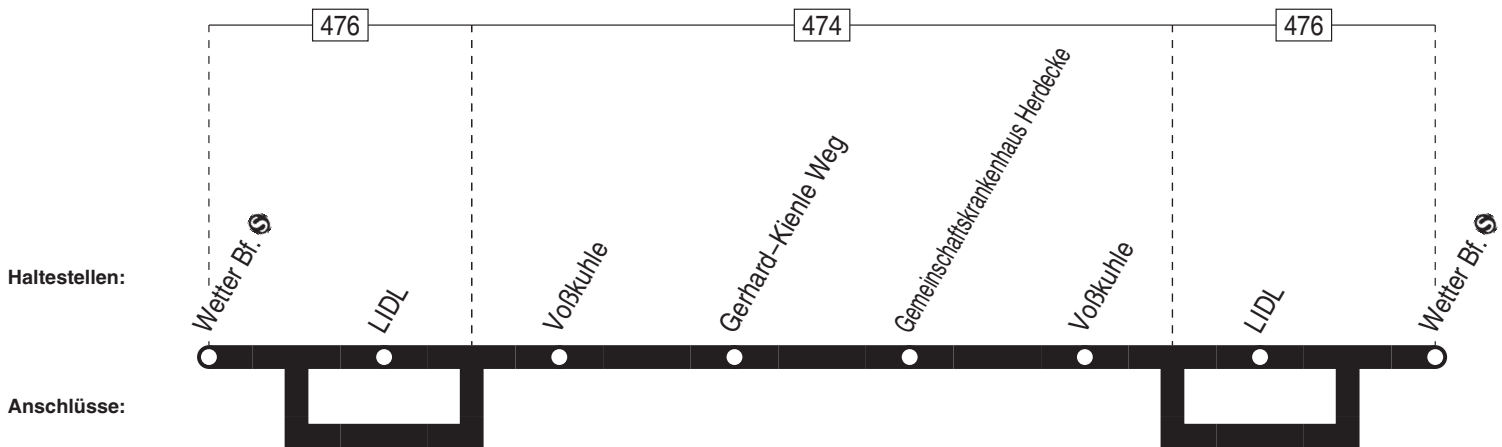 476 474 476
Haltestellen:
Wetter Bf. S
LIDL
Voßkuhle
Gerhard-Kienle Weg
Gemeinschaftskrankenhaus Herdecke
Voßkuhle
LIDL
Wetter Bf. S
Anschlüsse: